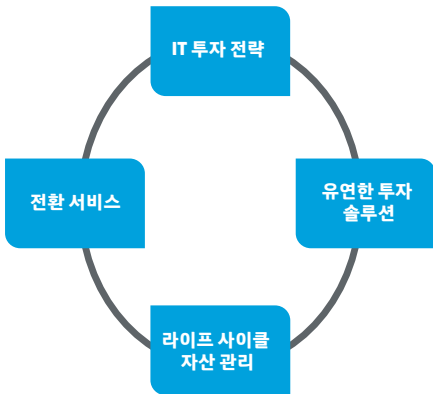 IT 투자 전략
전환 서비스
유연한 투자
솔루션
라이프 사이클
자산 관리